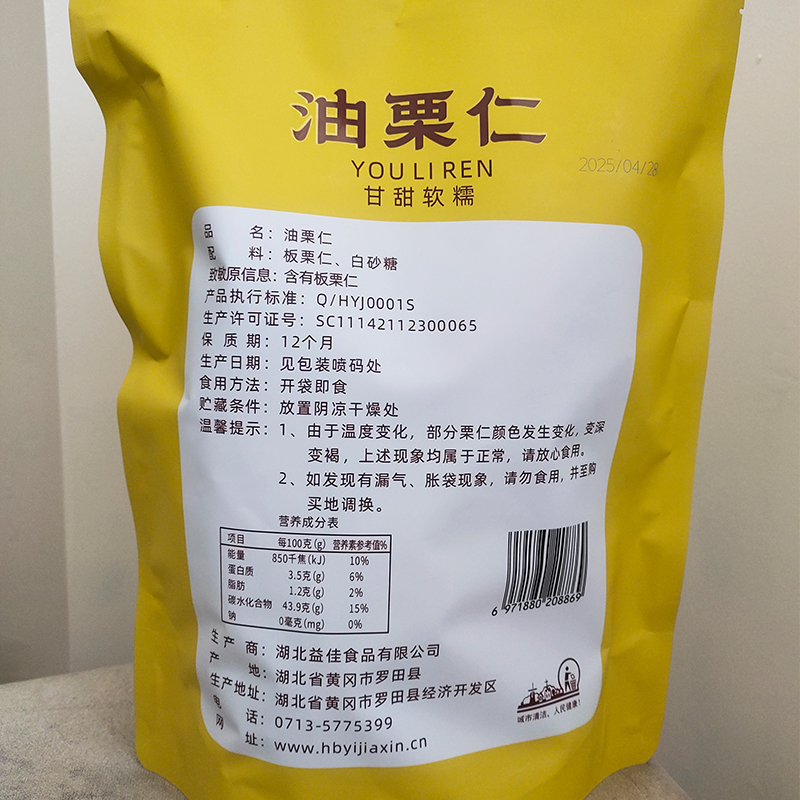 油栗仁
YOU LI REN
2025/04/28
甘甜软糯
品名：油栗仁
配料：板栗仁、白砂糖
致敏原信息：含有板栗仁
产品执行标准：Q/HYJ0001S
生产许可证号：SC11142112300065
保质期：12个月
生产日期：见包装喷码处
食用方法：开袋即食
贮藏条件：放置阴凉干燥处
温馨提示：1、由于温度变化，部分栗仁颜色发生变化，变深
变褐，上述现象均属于正常，请放心食用。
2、如发现有漏气、胀袋现象，请勿食用，并至购
买地调换。
营养成分表
项目 每100克(g) 营养素参考值%
能量 850千焦(kJ) 10%
蛋白质 3.5克(g) 6%
脂肪 1.2克(g) 2%
碳水化合物 43.9克(g) 15%
钠 0毫克(mg) 0%
6 971880 208869
生产商：湖北益佳食品有限公司
产地：湖北省黄冈市罗田县
生产地址：湖北省黄冈市罗田县经济开发区
电话：0713-5775399
网址：www.hbyijiaxin.cn
城市清洁，人民健康！